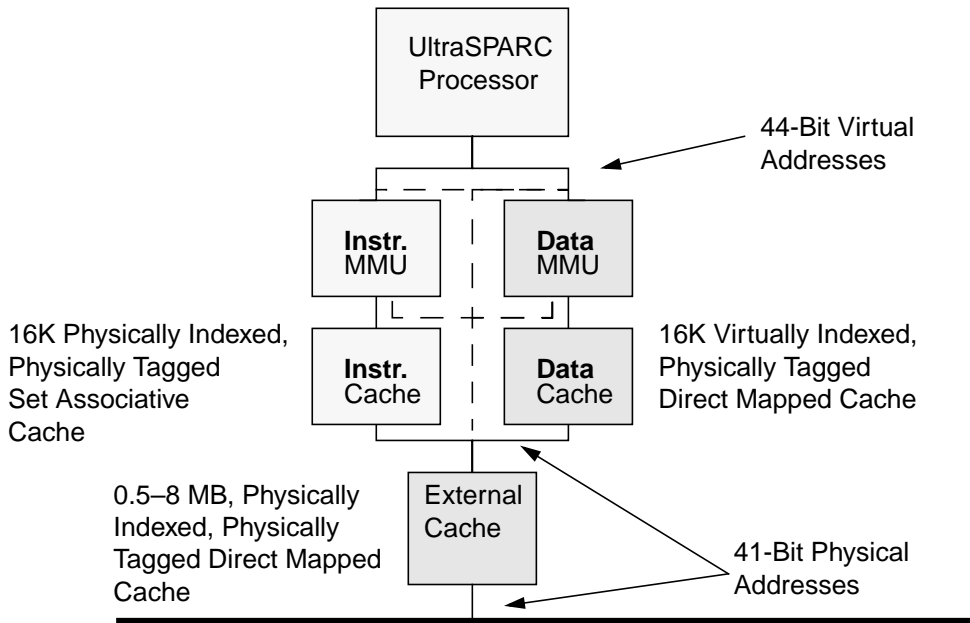 UltraSPARC
Processor
44-Bit Virtual
Addresses
Instr.
MMU
Data
MMU
16K Physically Indexed,
Physically Tagged
Set Associative
Cache
Instr.
Cache
Data
Cache
16K Virtually Indexed,
Physically Tagged
Direct Mapped Cache
0.5–8 MB, Physically
Indexed, Physically
Tagged Direct Mapped
Cache
External
Cache
41-Bit Physical
Addresses